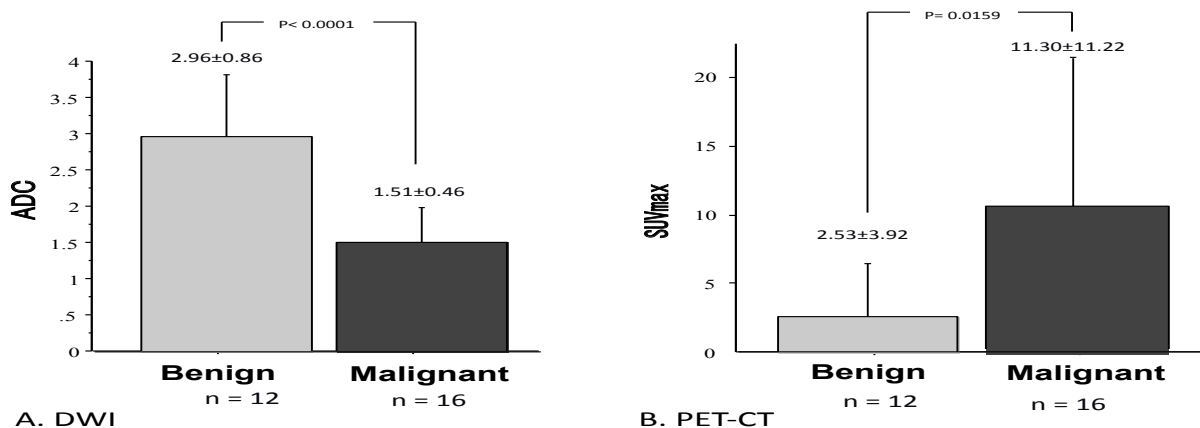 P< 0.0001
2.96±0.86
4
3.5
3
2.5
2
1.5
1
.5
0
ADC
1.51±0.46
Benign
Malignant
n = 12
n = 16
A. DWI
P= 0.0159
11.30±11.22
20
15
10
5
0
SUVmax
2.53±3.92
Benign
Malignant
n = 12
n = 16
B. PET-CT